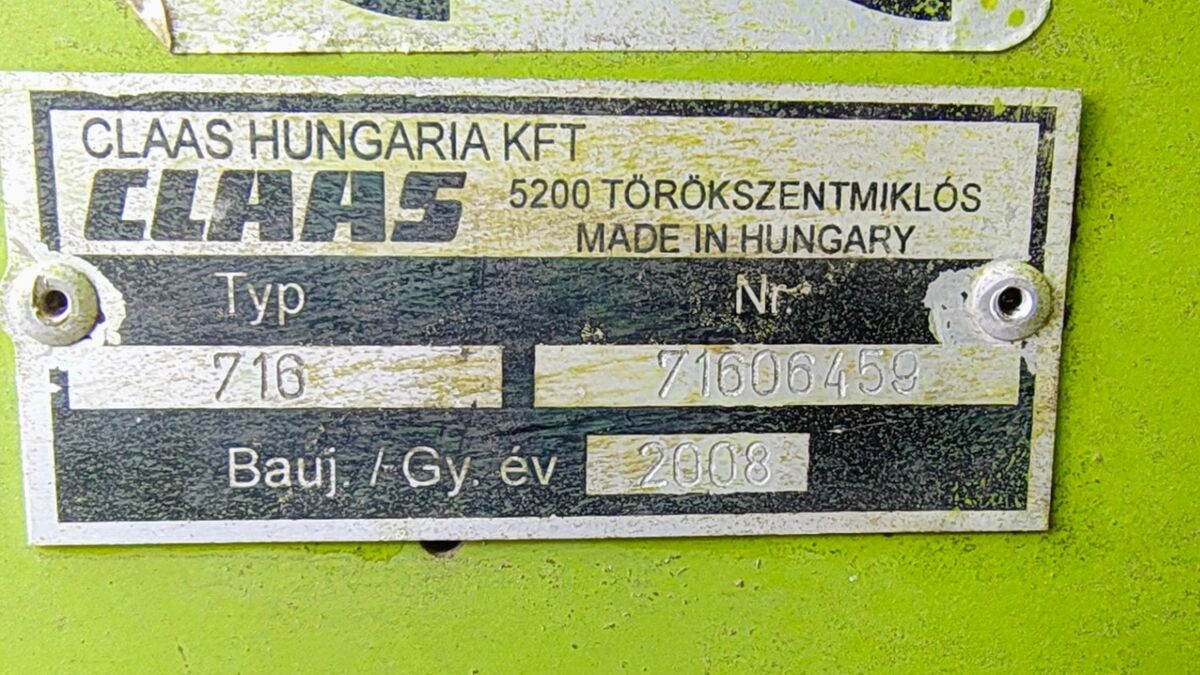 CLAAS HUNGARIA KFT
CLAAS
5200 TÖRÖKSZENTMIKLÓS
MADE IN HUNGARY
Typ
Nr.
716
71606459
Bauj. / Gy. év 2008